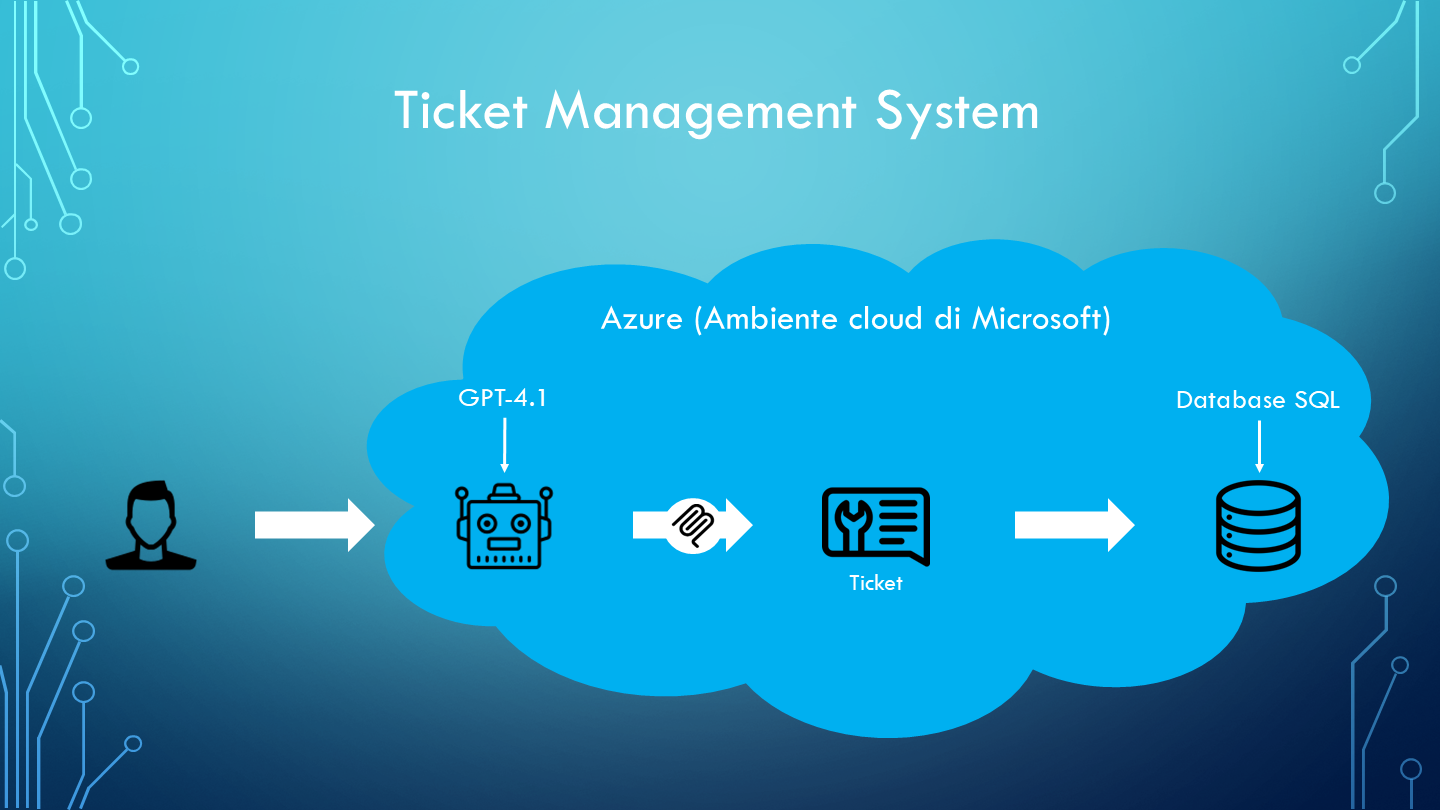 Ticket Management System
Azure (Ambiente cloud di Microsoft)
GPT-4.1
Database SQL
Ticket